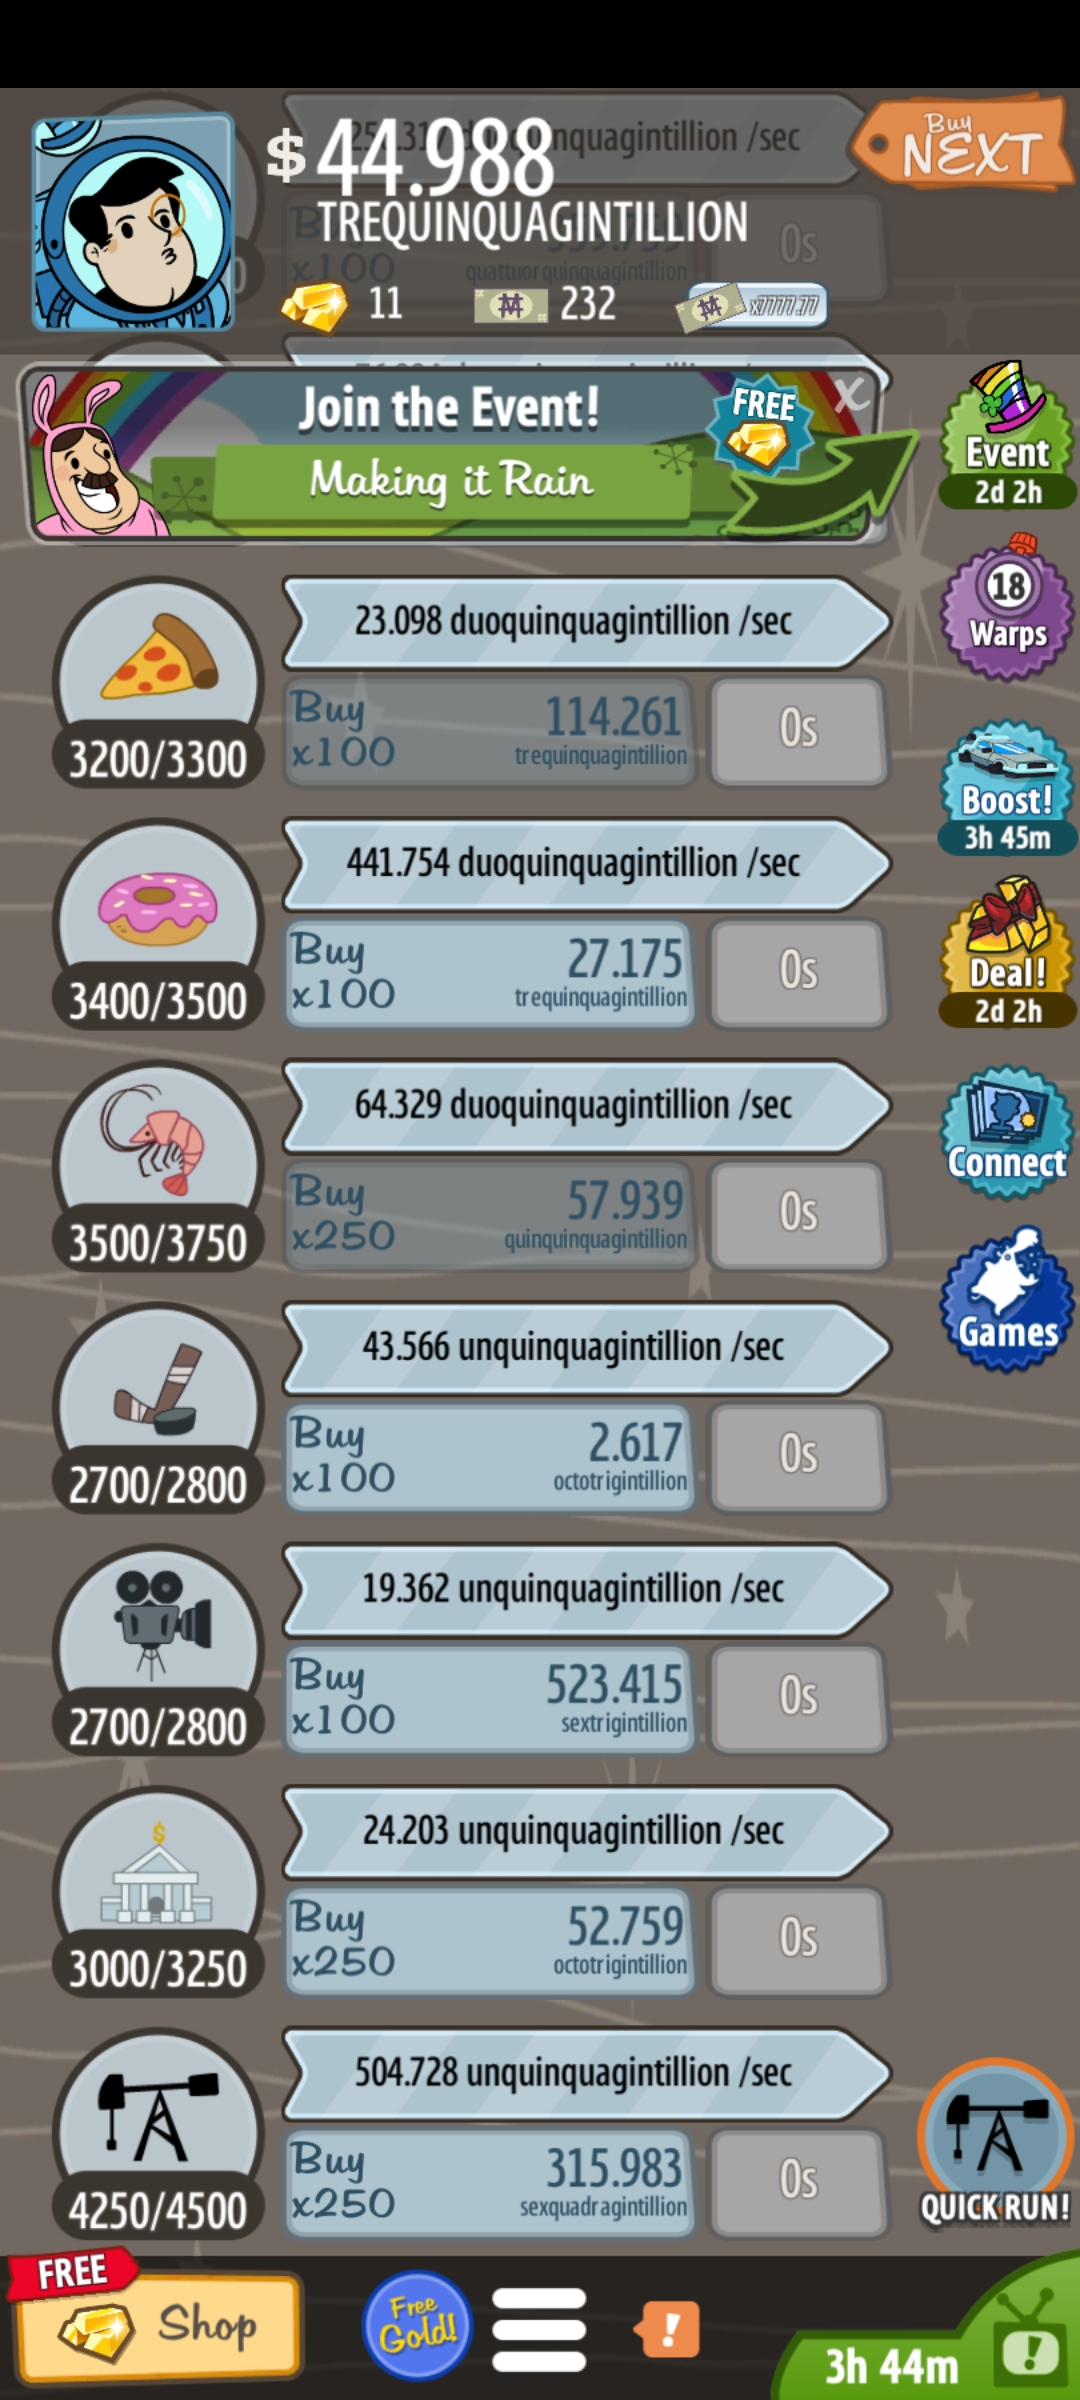 duoquinquagintillion /sec
$ 44.988
TREQUINQUAGINTILLION
Buy
NEXT
Buy
x100
quattuorquinquagintillion
0s
11
232
x7777.77
Join the Event!
Making it Rain
FREE
X
Event
2d 2h
18
Warps
23.098 duoquinquagintillion /sec
Buy
x100
114.261
trequinquagintillion
0s
3200/3300
Boost!
3h 45m
441.754 duoquinquagintillion /sec
Buy
x100
27.175
trequinquagintillion
0s
3400/3500
Deal!
2d 2h
64.329 duoquinquagintillion /sec
Buy
x250
57.939
quinquinquagintillion
0s
3500/3750
Connect
Games
43.566 unquinquagintillion /sec
Buy
x100
2.617
octotrigintillion
0s
2700/2800
19.362 unquinquagintillion /sec
Buy
x100
523.415
sextrigintillion
0s
2700/2800
24.203 unquinquagintillion /sec
Buy
x250
52.759
octotrigintillion
0s
3000/3250
504.728 unquinquagintillion /sec
Buy
x250
315.983
sexquadragintillion
0s
4250/4500
QUICK RUN!
FREE
Shop
Free
Gold!
!
3h 44m
!